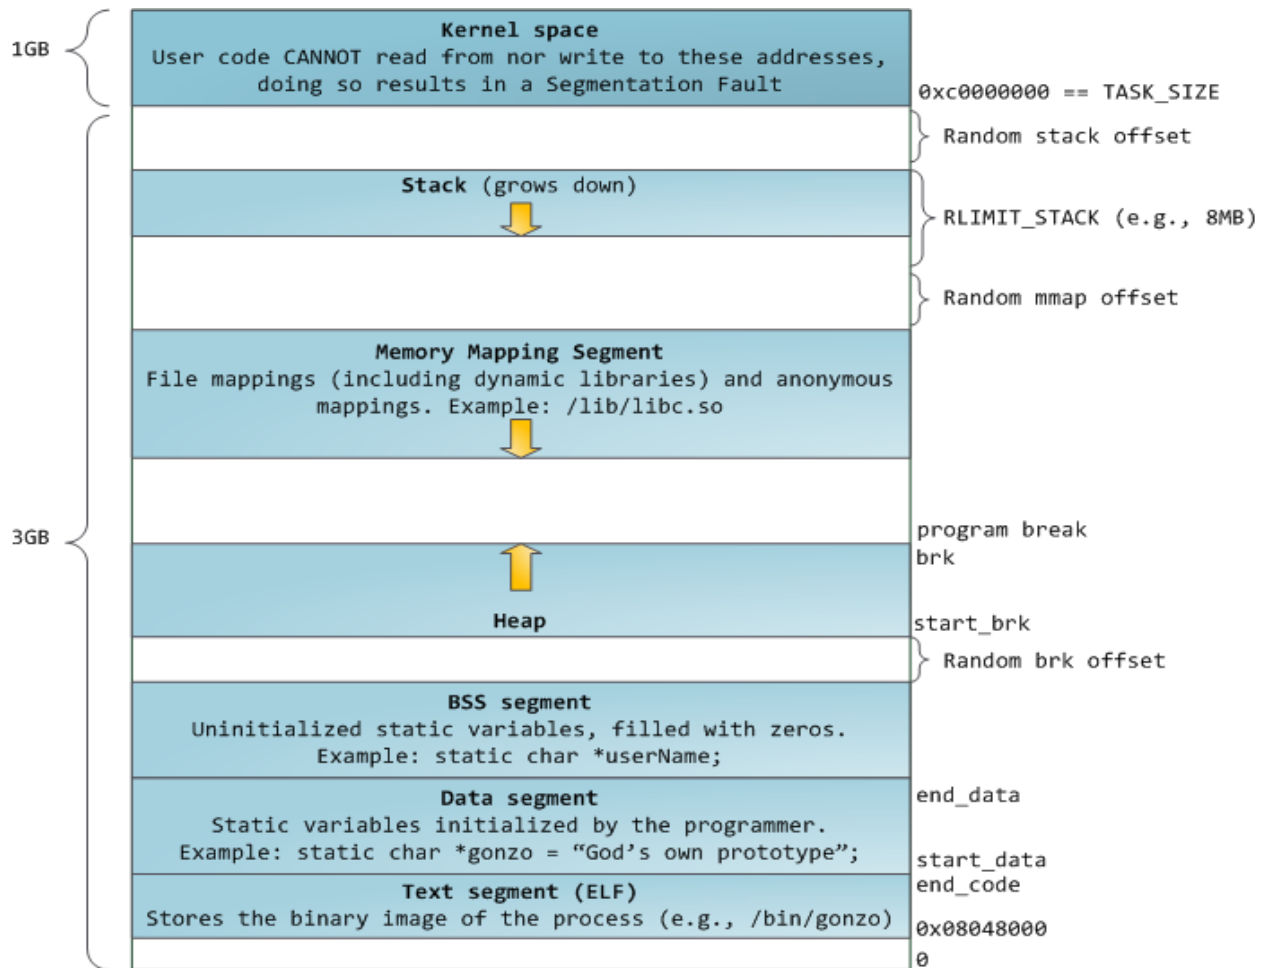 Kernel space
1GB
User code CANNOT read from nor write to these addresses,
doing so results in a Segmentation Fault
0xc0000000 == TASK_SIZE
Random stack offset
Stack (grows down)
RLIMIT_STACK (e.g., 8MB)
Random mmap offset
Memory Mapping Segment
File mappings (including dynamic libraries) and anonymous
mappings. Example: /lib/libc.so
3GB
program break
brk
Heap
start_brk
Random brk offset
BSS segment
Uninitialized static variables, filled with zeros.
Example: static char *userName;
Data segment
end_data
Static variables initialized by the programmer.
Example: static char *gonzo = “God’s own prototype”;
start_data
end_code
Text segment (ELF)
Stores the binary image of the process (e.g., /bin/gonzo)
0x08048000
0